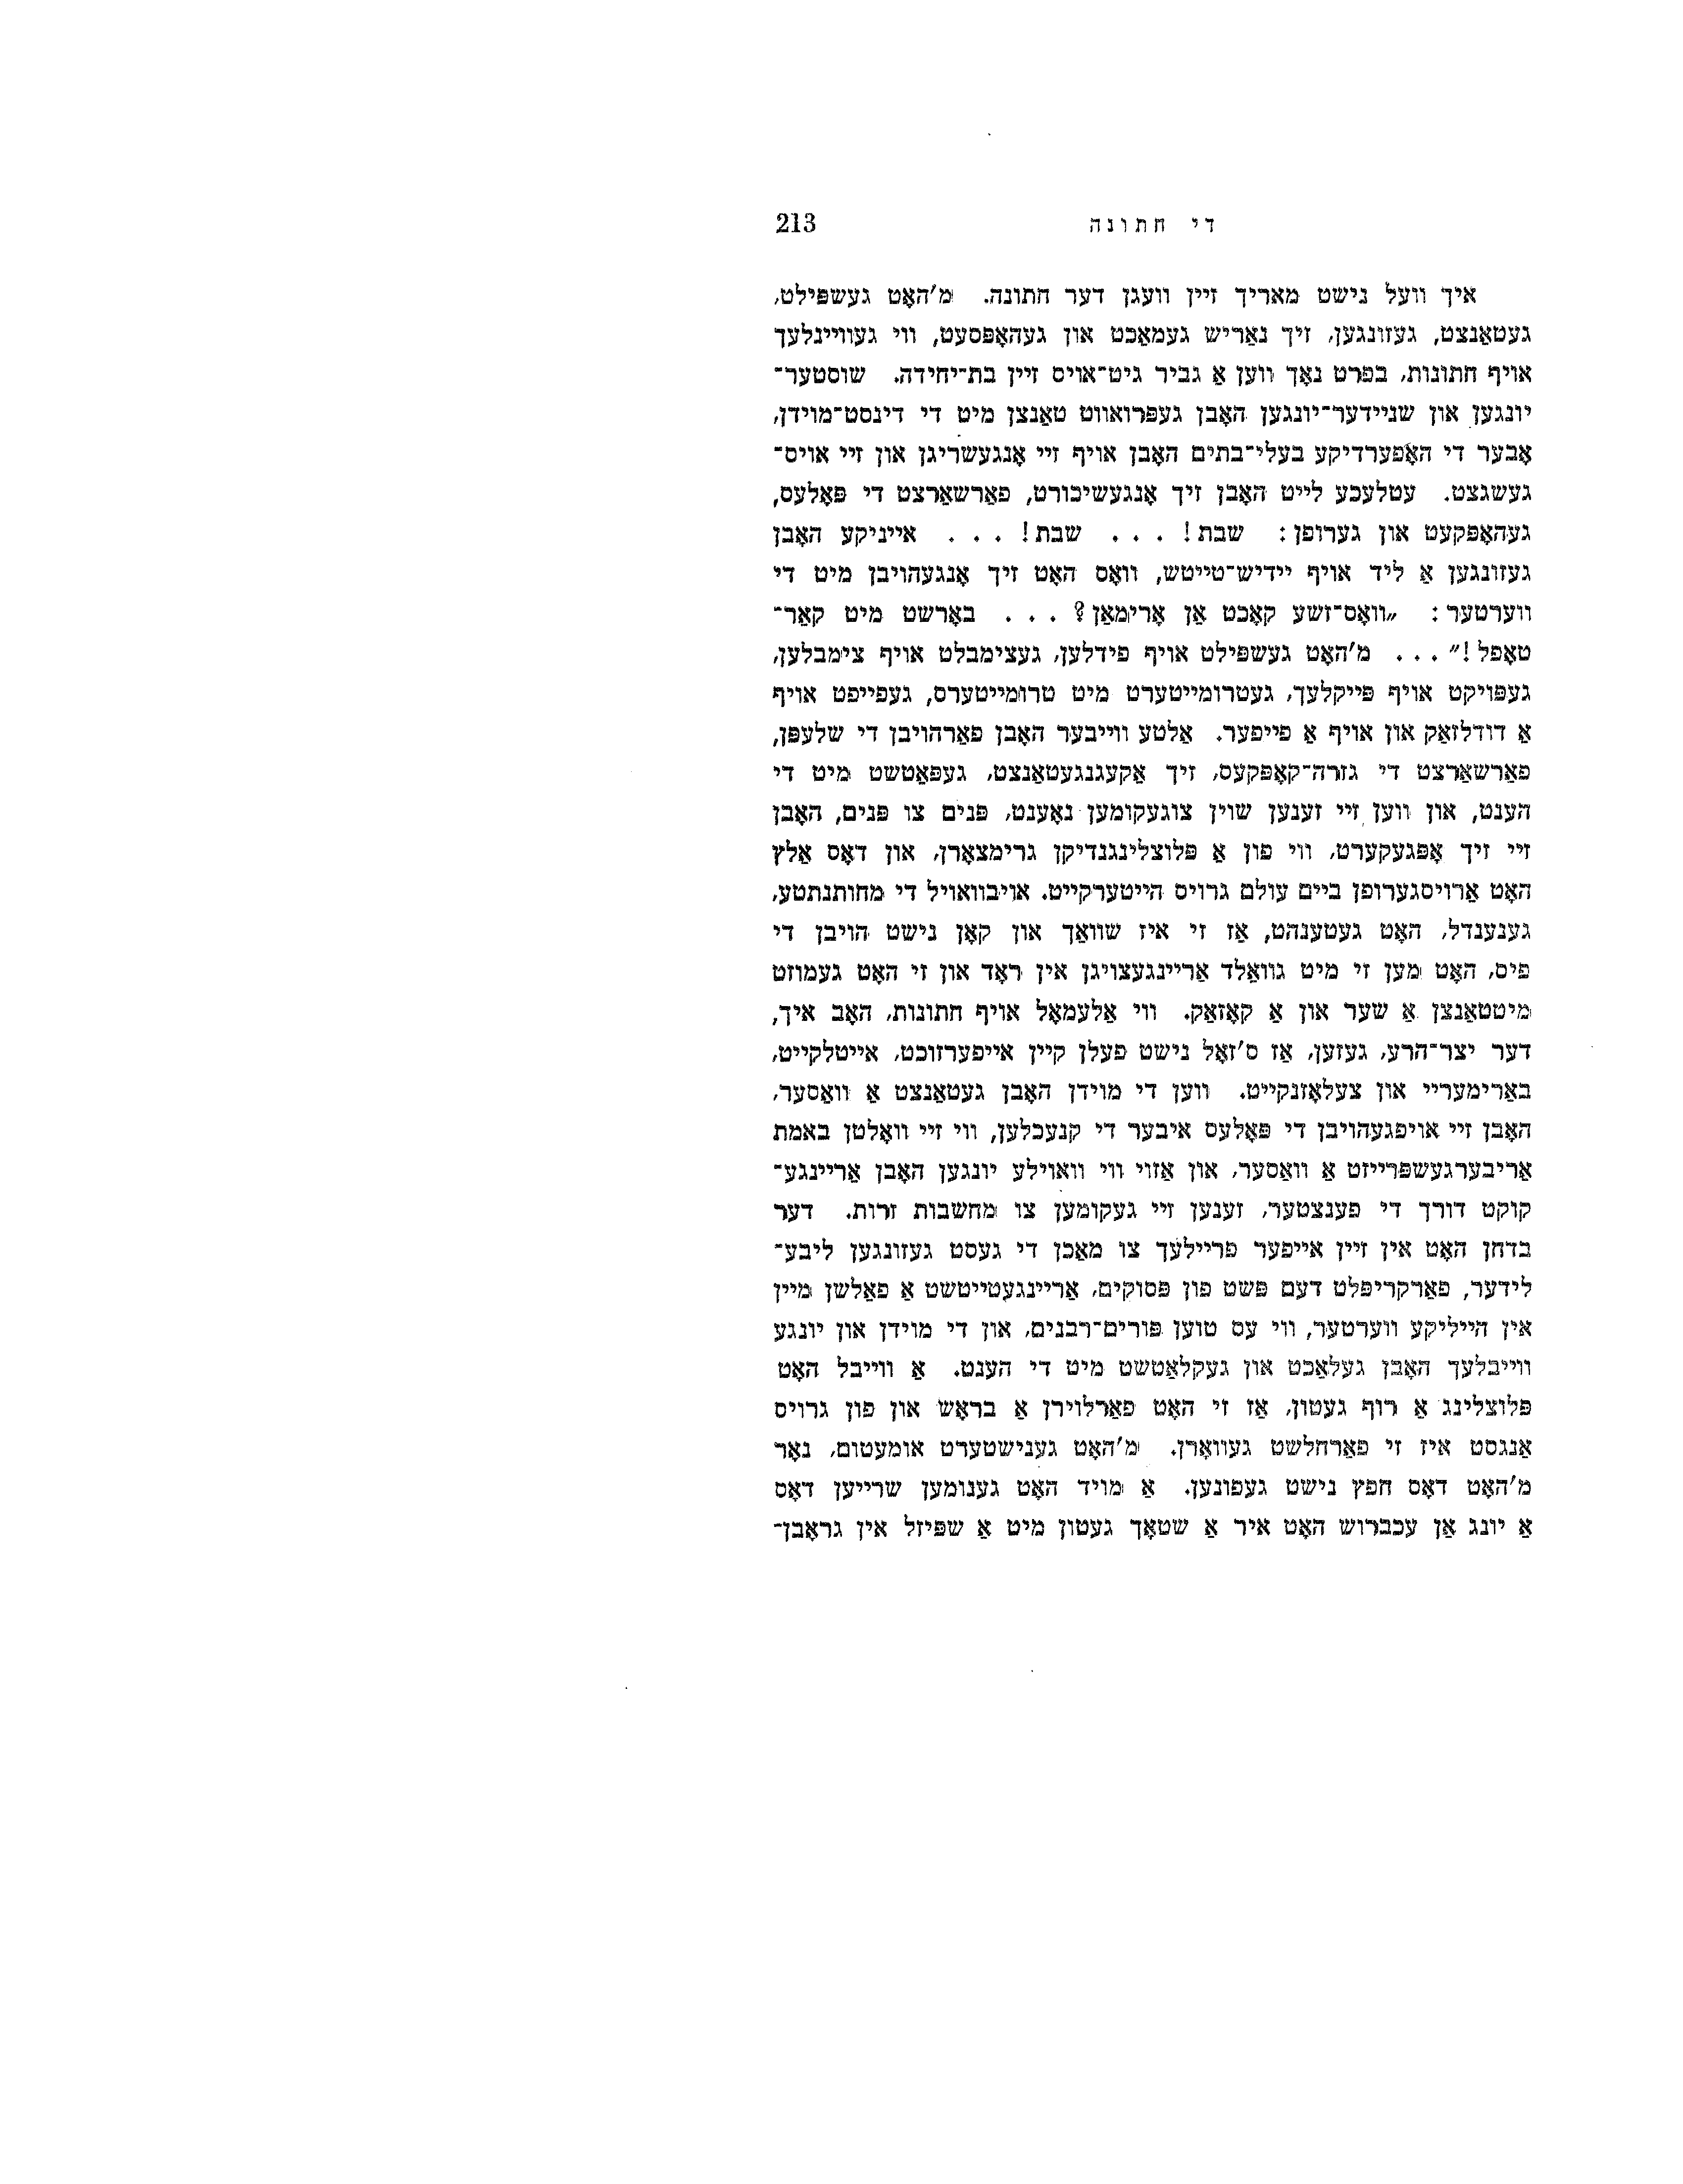 די חתונה 213
איך וועל נישט מאריך זיין וועגן דער חתונה. מ'האָט געשפּילט,
געטאַנצט, געזונגען, זיך נאַריש געמאַכט און געהאָפּסעט, ווי געוויינלעך
אויף חתונות, בפרט נאָך ווען אַ גביר גיט־אויס זיין בת־יחידה. שוסטער־
יונגען און שניידער־יונגען האָבן געפּרואווט טאַנצן מיט די דינסט־מוידן,
אָבער די האָפערדיקע בעלי־בתים האָבן אויף זיי אָנגעשריגן און זיי אויס־
געשגצט. עטלעכע לייט האָבן זיך אָנגעשיכורט, פאַרשאַרצט די פּאָלעס,
געהאָפּקעט און גערופן: שבת! ... שבת! ... אייניקע האָבן
געזונגען אַ ליד אויף יידיש־טייטש, וואָס האָט זיך אָנגעהויבן מיט די
ווערטער: „וואָס־זשע קאָכט אַן אָרימאַן? ... באָרשט מיט קאַר־
טאָפל!" ... מ'האָט געשפּילט אויף פידלען, געצימבלט אויף צימבלען,
געפּויקט אויף פּייקלעך, געטרומייטערט מיט טרומייטערס, געפייפט אויף
אַ דודלזאַק און אויף אַ פייפער. אַלטע ווייבער האָבן פאַרהויבן די שלעפּן,
פאַרשאַרצט די גזרה־קאָפּקעס, זיך אַקעגנגעטאַנצט, געפּאַטשט מיט די
הענט, און ווען זיי זענען שוין צוגעקומען נאָענט, פּנים צו פּנים, האָבן
זיי זיך אָפּגעקערט, ווי פון אַ פּלוצלינגנדיקן גרימצאָרן, און דאָס אַלץ
האָט אַרויסגערופן ביים עולם גרויס הייטערקייט. אויבוואויל די מחותנתטע,
גענענדל, האָט געטענהט, אַז זי איז שוואַך און קאָן נישט הויבן די
פיס, האָט מען זי מיט גוואַלד אַריינגעצויגן אין ראָד און זי האָט געמוזט
מיטטאַנצן אַ שער און אַ קאָזאַק. ווי אַלעמאָל אויף חתונות, האָב איך,
דער יצר־הרע, געזען, אַז ס'זאָל נישט פעלן קיין אייפערזוכט, אייטלקייט,
באַרימעריי און צעלאָזנקייט. ווען די מוידן האָבן געטאַנצט אַ וואַסער,
האָבן זיי אויפגעהויבן די פּאָלעס איבער די קנעכלען, ווי זיי וואָלטן באמת
אַריבערגעשפּרייזט אַ וואַסער, און אַזוי ווי וואוילע יונגען האָבן אַריינגע־
קוקט דורך די פענצטער, זענען זיי געקומען צו מחשבות זרות. דער
בדחן האָט אין זיין אייפער פריילעך צו מאַכן די געסט געזונגען ליבע־
לידער, פאַרקריפּלט דעם פּשט פון פּסוקים, אַריינגעטייטשט אַ פאַלשן מיין
אין הייליקע ווערטער, ווי עס טוען פּורים־רבנים, און די מוידן און יונגע
ווייבלעך האָבן געלאַכט און געקלאַטשט מיט די הענט. אַ ווייבל האָט
פּלוצלינג אַ רוף געטון, אַז זי האָט פאַרלוירן אַ בראָש און פון גרויס
אַנגסט איז זי פאַרחלשט געוואָרן. מ'האָט גענישטערט אומעטום, נאָר
מ'האָט דאָס חפץ נישט געפונען. אַ מויד האָט גענומען שרייען דאָס
אַ יונג אַן עכברוש האָט איר אַ שטאָך געטון מיט אַ שפּיזל אין גראָבן־